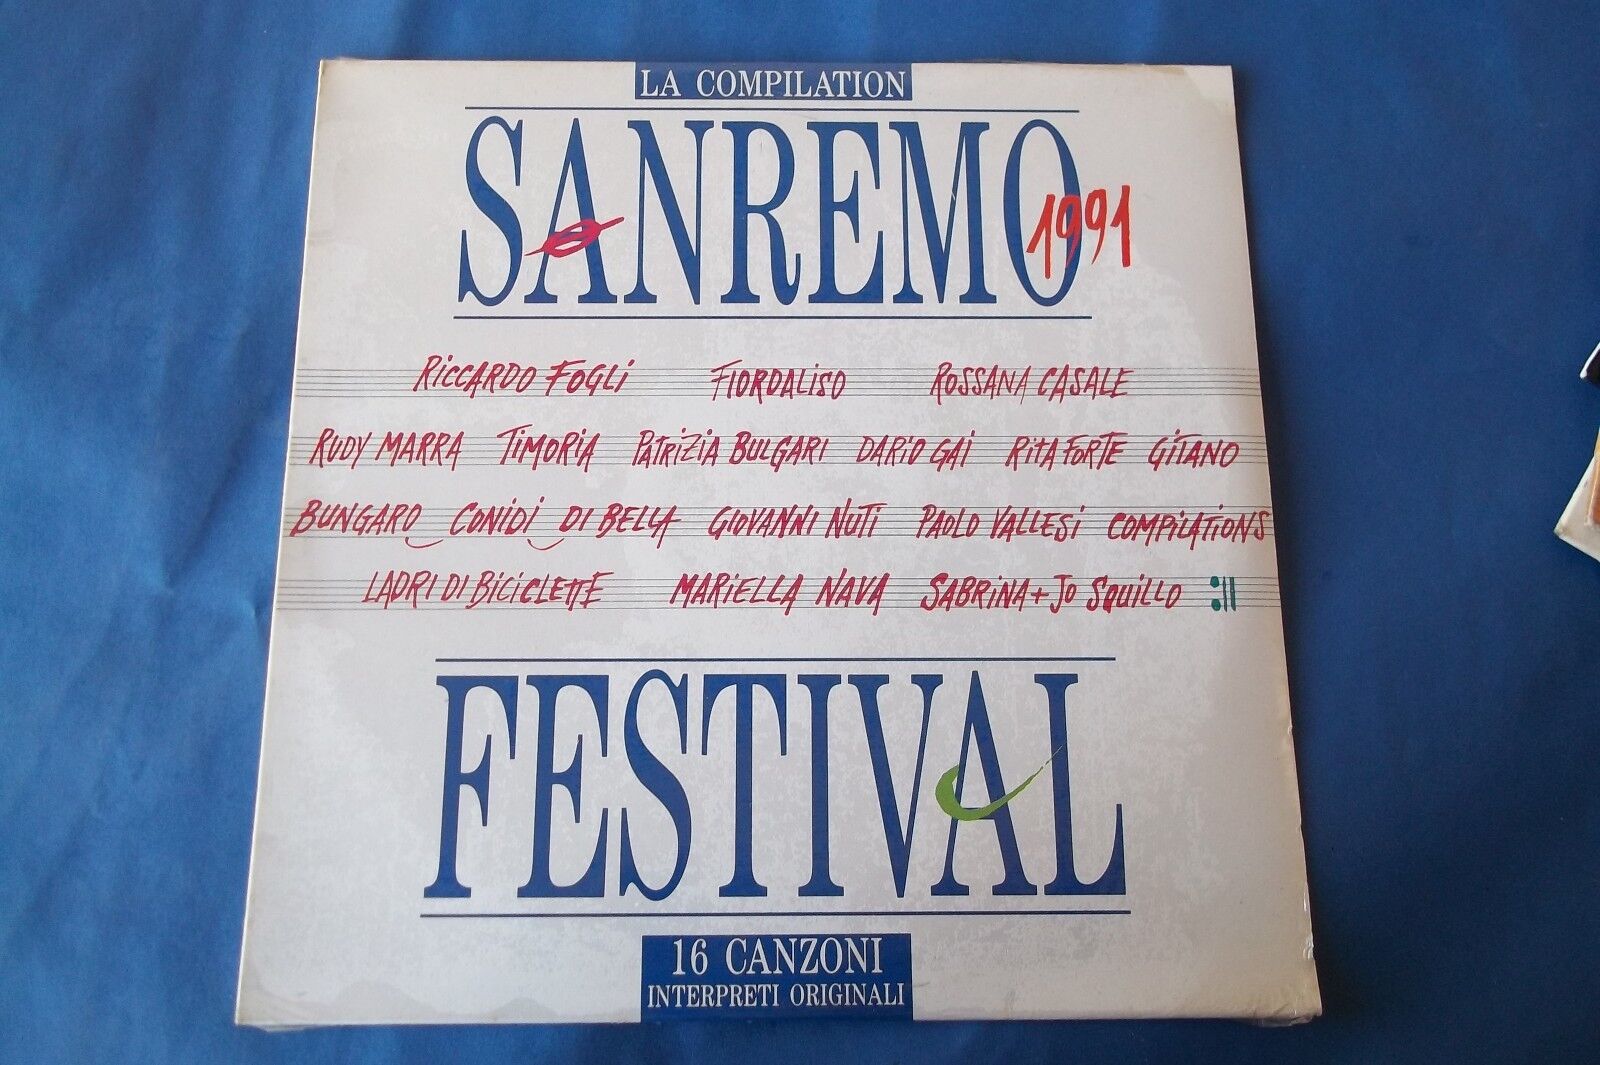 LA COMPILATION
SANREMO 1991
RICCARDO FOGLI FIORDALISO ROSSANA CASALE
RUDY MARRA TIMORIA PATRIZIA BULGARI DARIO GAI RITA FORTE GITANO
BUNGARO CONIDI DI BELLA GIOVANNI NUTI PAOLO VALLESI COMPILATIONS
LADRI DI BICICLETTE MARIELLA NAVA SABRINA + JO SQUILLO
FESTIVAL
16 CANZONI
INTERPRETI ORIGINALI